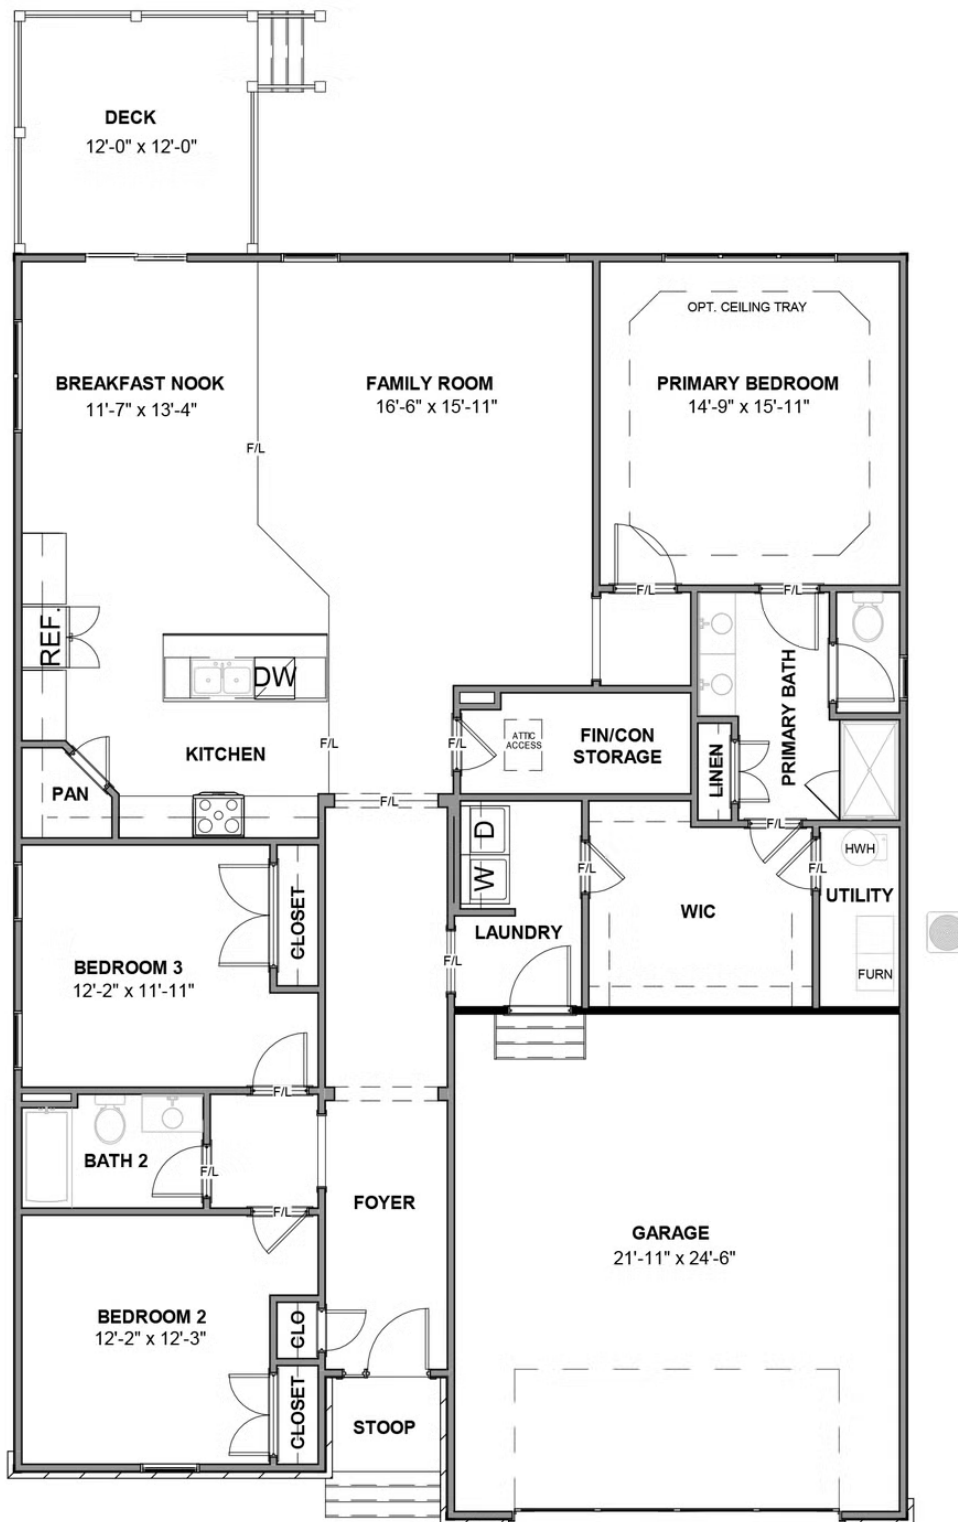 DECK
12'-0" x 12'-0"
OPT. CEILING TRAY
BREAKFAST NOOK
11'-7" x 13'-4"
FAMILY ROOM
16'-6" x 15'-11"
PRIMARY BEDROOM
14'-9" x 15'-11"
F/L
F/L
F/L
REF.
DW
PRIMARY BATH
KITCHEN
F/L
F/L
ATTIC
ACCESS
FIN/CON
STORAGE
LINEN
PAN
F/L
F/L
D
W
HWH
F/L
F/L
UTILITY
CLOSET
WIC
LAUNDRY
F/L
BEDROOM 3
12'-2" x 11'-11"
FURN
F/L
BATH 2
F/L
F/L
FOYER
GARAGE
21'-11" x 24'-6"
BEDROOM 2
12'-2" x 12'-3"
CLO
CLOSET
STOOP